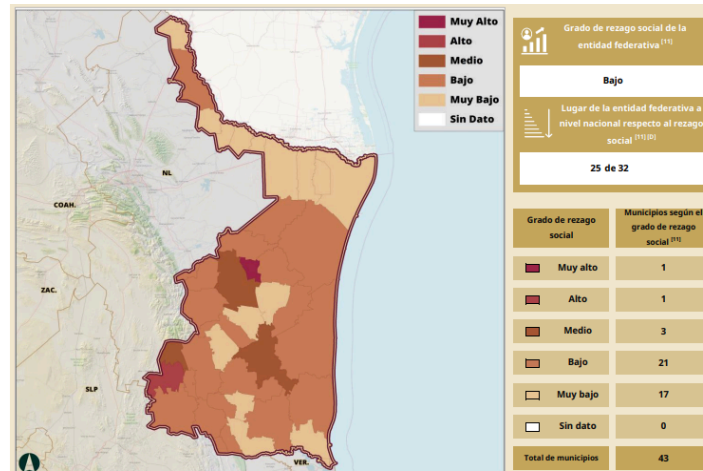 Muy Alto
Alto
Medio
Bajo
Muy Bajo
Sin Dato
NL
COAH.
ZAC.
SLP
VER.
Grado de rezago social de la
entidad federativa [11]
Bajo
Lugar de la entidad federativa a
nivel nacional respecto al rezago
social [11] [D]
25 de 32
Grado de rezago
social
Municipios según el
grado de rezago
social [11]
Muy alto
1
Alto
1
Medio
3
Bajo
21
Muy bajo
17
Sin dato
0
Total de municipios
43